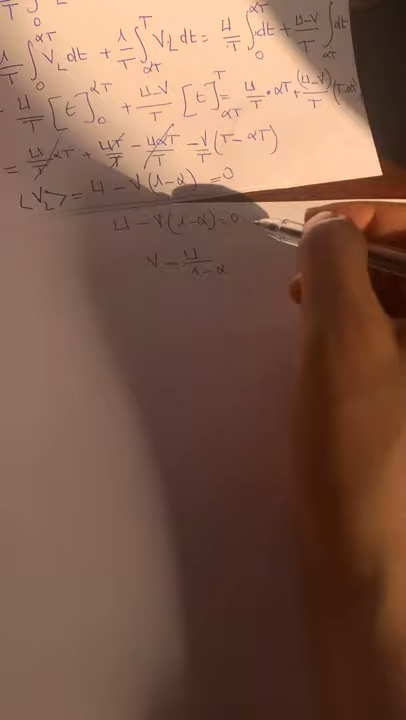 1/T ∫₀^αT V_L dt + 1/T ∫_αT^T V_L dt = U/T ∫₀^αT dt + U-V/T ∫_αT dt
U/T [t]₀^αT + U-V/T [t]_αT^T = U/T · αT + (U-V)/T (T-αT)
= U/T αT + UT/T - UαT/T - V/T (T-αT)
<V_L> = U - V(1-α) = 0
U - V(1-α) = 0
V = U/1-α